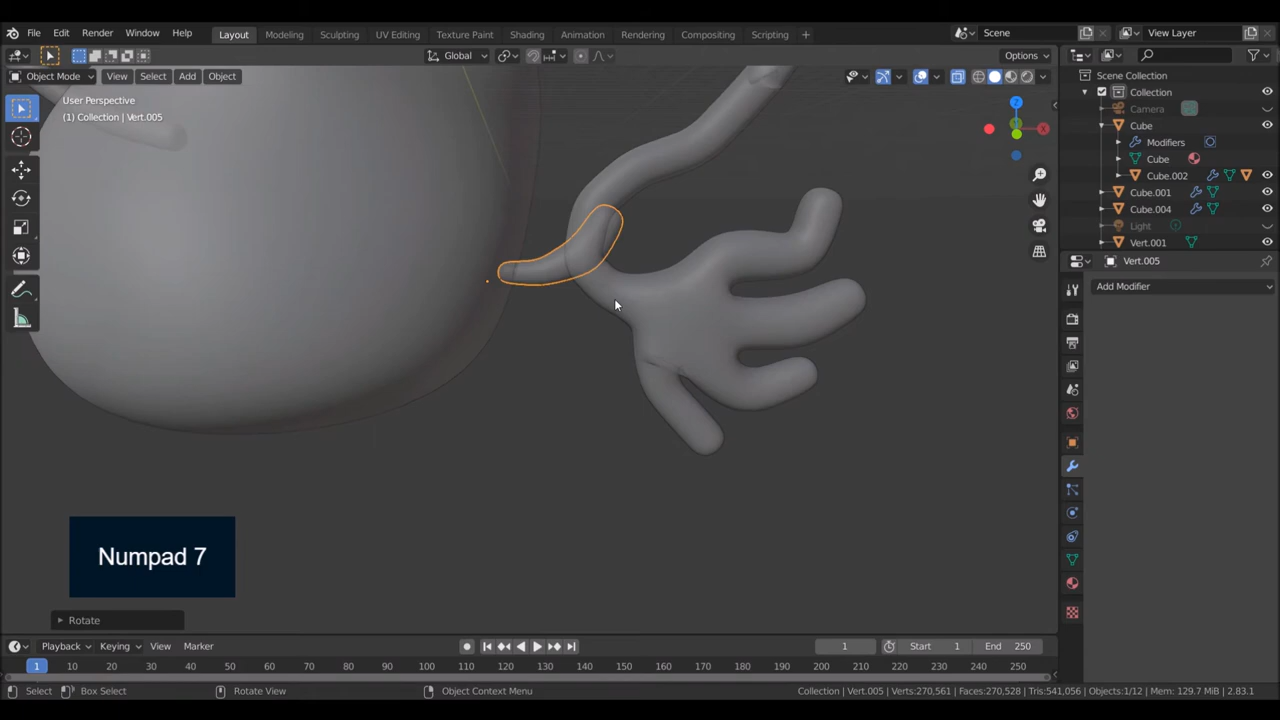 File Edit Render Window Help Layout Modeling Sculpting UV Editing Texture Paint Shading Animation Rendering Compositing Scripting + Scene View Layer
Global Options
Object Mode View Select Add Object
User Perspective
(1) Collection | Vert.005
Z
X
Scene Collection
Collection
Camera
Cube
Modifiers
Cube
Cube.002
Cube.001
Cube.004
Light
Vert.001
Vert.005
Add Modifier
Numpad 7
Rotate
Playback Keying View Marker 1 Start 1 End 250
1 10 20 30 40 50 60 70 80 90 100 110 120 130 140 150 160 170 180 190 200 210 220 230 240 250
Select Box Select Rotate View Object Context Menu Collection | Vert.005 | Verts:270,561 | Faces:270,528 | Tris:541,056 | Objects:1/12 | Mem: 129.7 MiB | 2.83.1